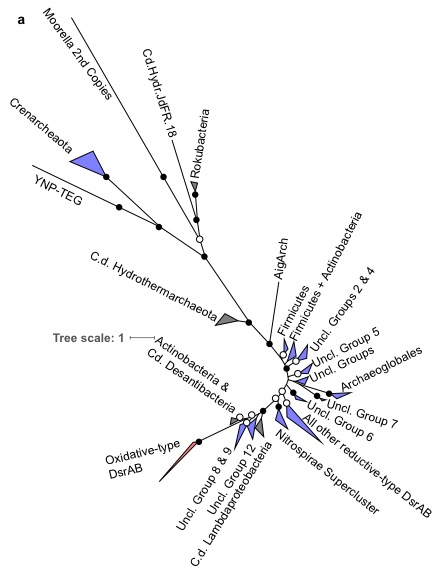 a
Moorella 2nd Copies
Cd.Hydr.JdFR. 18
Rokubacteria
Crenarcheaota
YNP-TEG
C.d. Hydrothermarchaeota
AigArch
Firmicutes
Firmicutes + Actinobacteria
Uncl. Groups 2 & 4
Tree scale: 1
Uncl. Group 5
Uncl. Groups
Archaeoglobales
Uncl. Group 7
Uncl. Group 6
All other reductive-type DsrAB
Nitrospirae Supercluster
Actinobacteria &
Cd. Desantibacteria
Oxidative-type
DsrAB
Uncl. Group 8 & 9
Uncl. Group 12
C.d. Lambdaproteobacteria